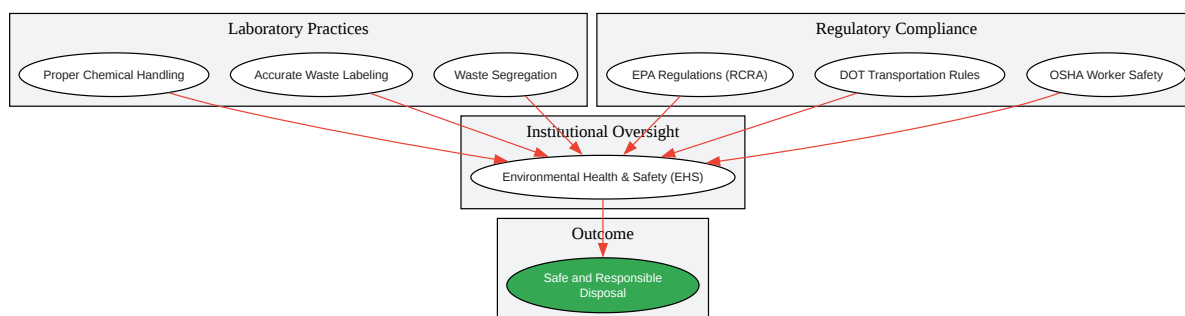 Laboratory Practices
Regulatory Compliance
Proper Chemical Handling
Accurate Waste Labeling
Waste Segregation
EPA Regulations (RCRA)
DOT Transportation Rules
OSHA Worker Safety
Institutional Oversight
Environmental Health & Safety (EHS)
Outcome
Safe and Responsible
Disposal